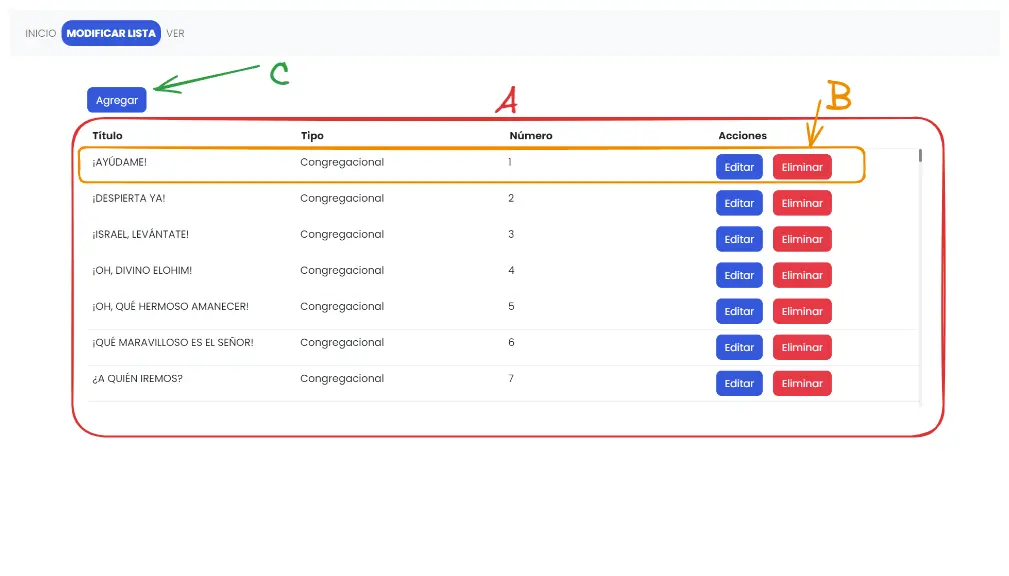 INICIO MODIFICAR LISTA VER
C
Agregar
A
B
Título Tipo Número Acciones
¡AYÚDAME! Congregacional 1 Editar Eliminar
¡DESPIERTA YA! Congregacional 2 Editar Eliminar
¡ISRAEL, LEVÁNTATE! Congregacional 3 Editar Eliminar
¡OH, DIVINO ELOHIM! Congregacional 4 Editar Eliminar
¡OH, QUÉ HERMOSO AMANECER! Congregacional 5 Editar Eliminar
¡QUÉ MARAVILLOSO ES EL SEÑOR! Congregacional 6 Editar Eliminar
¿A QUIÉN IREMOS? Congregacional 7 Editar Eliminar